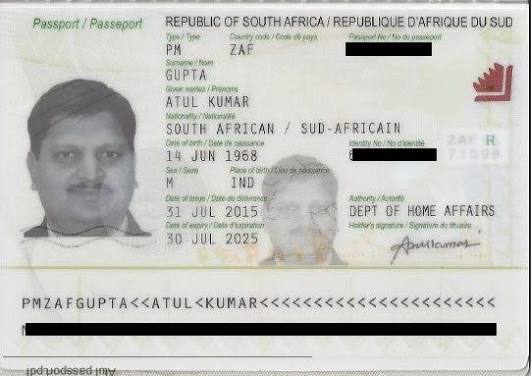 Passport / Passeport
REPUBLIC OF SOUTH AFRICA / REPUBLIQUE D'AFRIQUE DU SUD
Type / Type Country code / Code du pays Passport No / No du passeport
PM ZAF
Surname / Nom
GUPTA
Given names / Prénoms
ATUL KUMAR
Nationality / Nationalité
SOUTH AFRICAN / SUD-AFRICAIN
Date of birth / Date de naissance Identity No / No d'identité
14 JUN 1968
ZAF R
Sex / Sexe Place of birth / Lieu de naissance
M IND
Date of issue / Date de délivrance Authority / Autorité
31 JUL 2015 DEPT OF HOME AFFAIRS
Date of expiry / Date d'expiration Holder's signature / Signature du titulaire
30 JUL 2025
PMZAFGUPTA<<ATUL<KUMAR<<<<<<<<<<<<<<<<<<<<<<
Atul passport.pdf